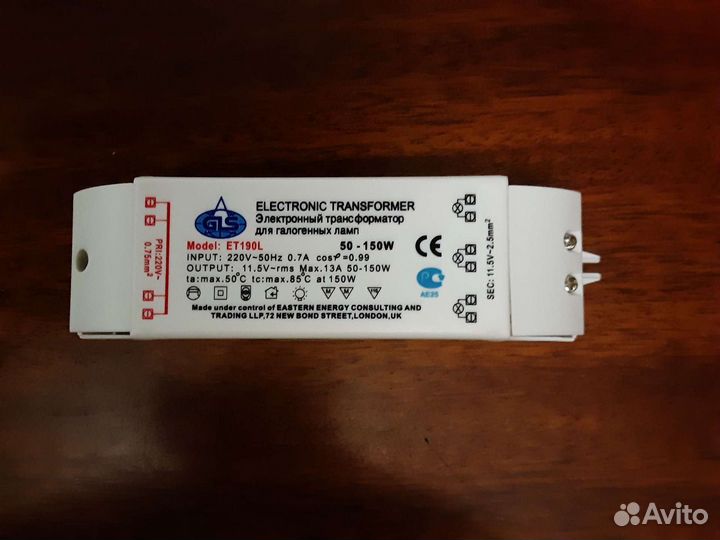 GLS
ELECTRONIC TRANSFORMER
Электронный трансформатор
для галогенных ламп
Model: ET190L 50-150W
INPUT: 220V~50Hz 0.7A cosφ=0.99
OUTPUT: 11.5V~rms Max.13A 50-150W
ta:max.50°C tc:max.85°C at 150W
Made under control of EASTERN ENERGY CONSULTING AND
TRADING LLP,72 NEW BOND STREET,LONDON,UK
PRI:220V~
0.75mm²
CE
AE25
SEC: 11.5V~2.5mm²
Avito